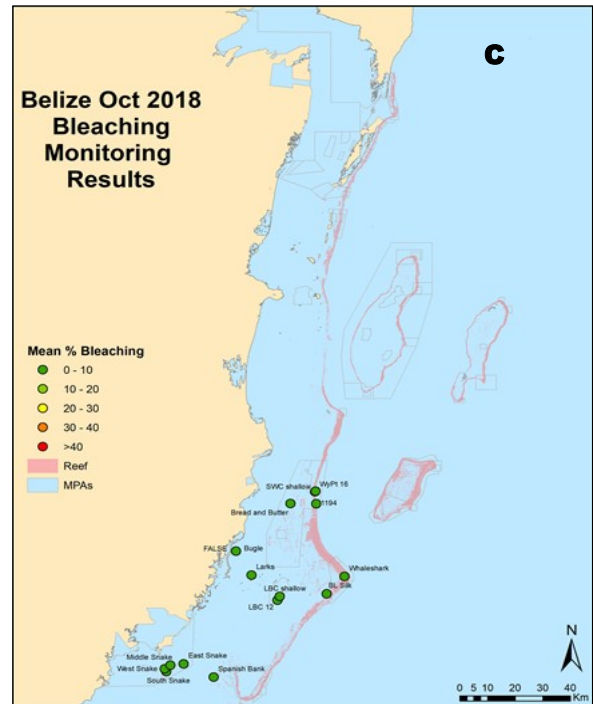 C
Belize Oct 2018
Bleaching
Monitoring
Results
Mean % Bleaching
0 - 10
10 - 20
20 - 30
30 - 40
>40
Reef
MPAs
SWC shallow
WyPt 16
1194
Bread and Butter
FALSE
Bugle
Larks
Whaleshark
LBC shallow
BL Silk
LBC 12
Middle Snake
East Snake
West Snake
South Snake
Spanish Bank
N
0 5 10 20 30 40
Km